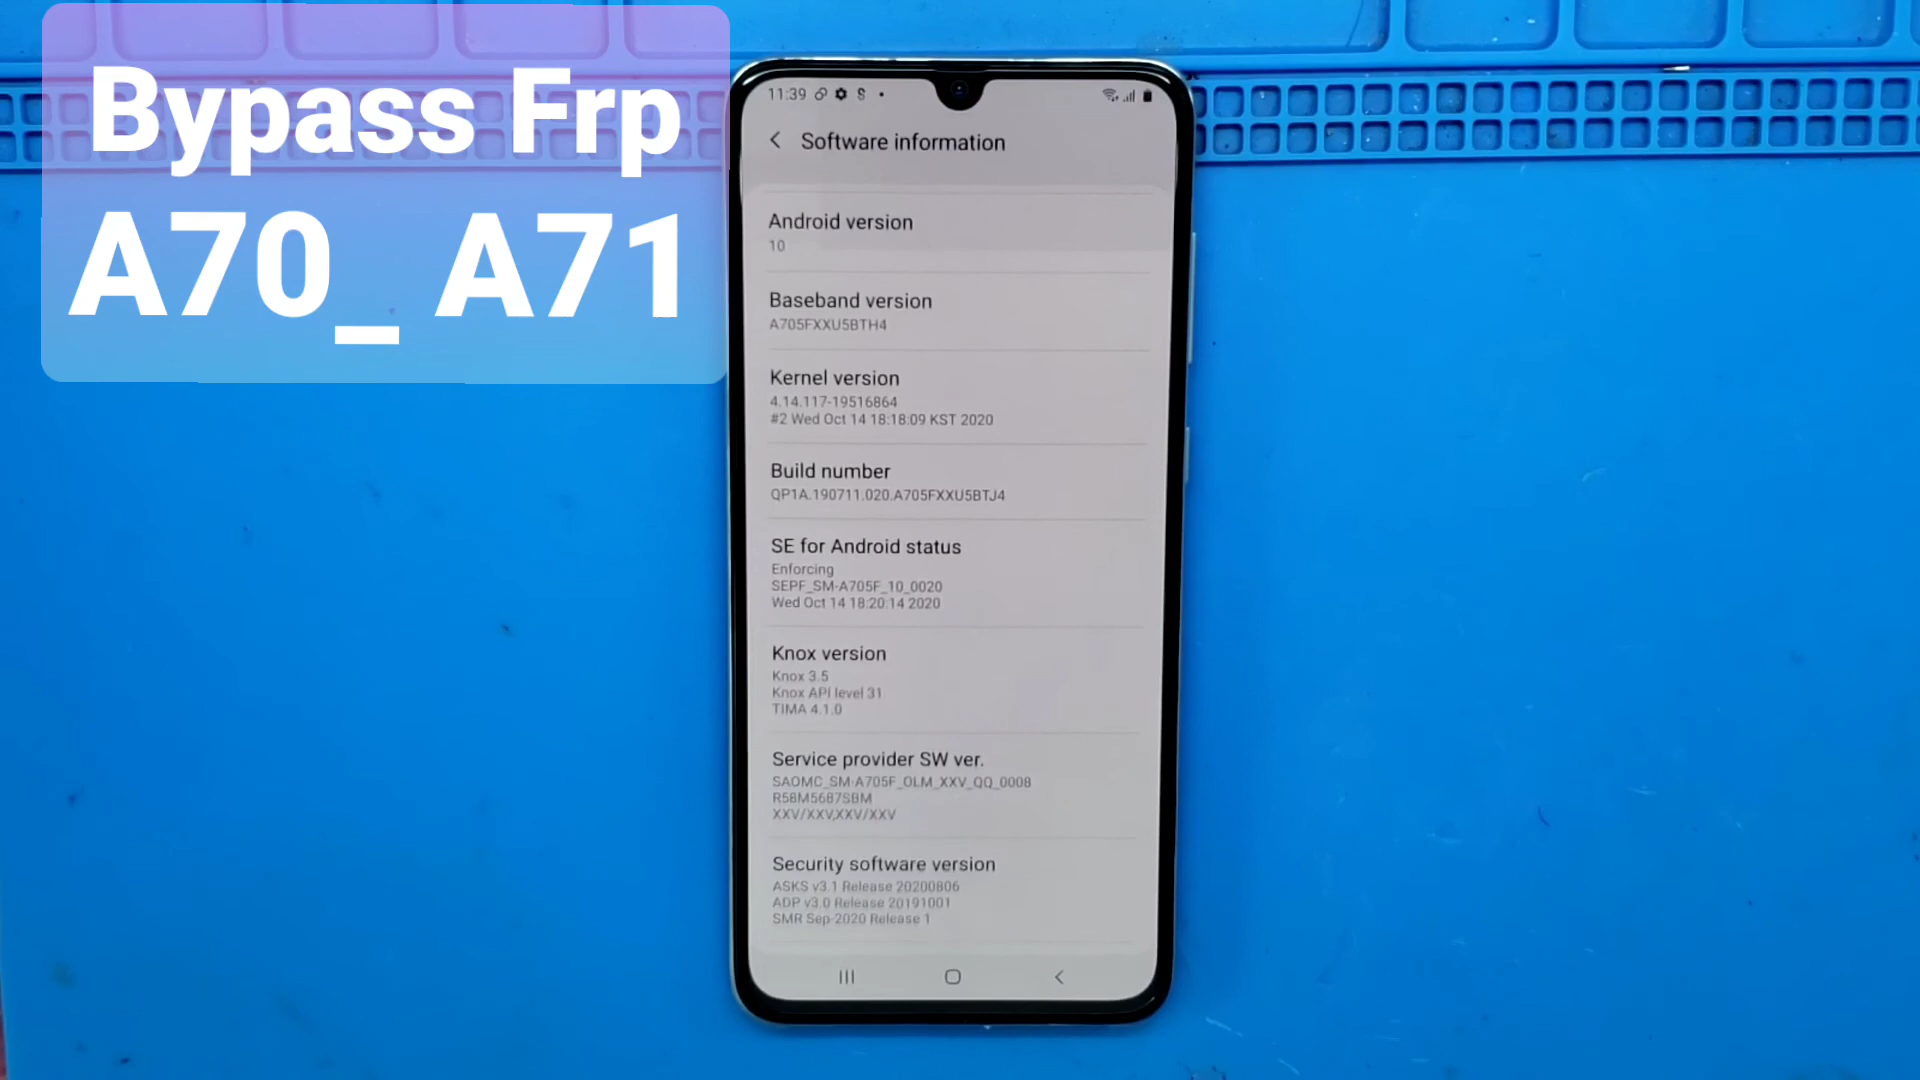 Bypass Frp
A70_ A71
11:39
Software information
Android version
10
Baseband version
A705FXXU5BTH4
Kernel version
4.14.117-19516864
#2 Wed Oct 14 18:18:09 KST 2020
Build number
QP1A.190711.020.A705FXXU5BTJ4
SE for Android status
Enforcing
SEPF_SM-A705F_10_0020
Wed Oct 14 18:20:14 2020
Knox version
Knox 3.5
Knox API level 31
TIMA 4.1.0
Service provider SW ver.
SAOMC_SM-A705F_OLM_XXV_QQ_0008
R58M5687SBM
XXV/XXV,XXV/XXV
Security software version
ASKS v3.1 Release 20200806
ADP v3.0 Release 20191001
SMR Sep-2020 Release 1